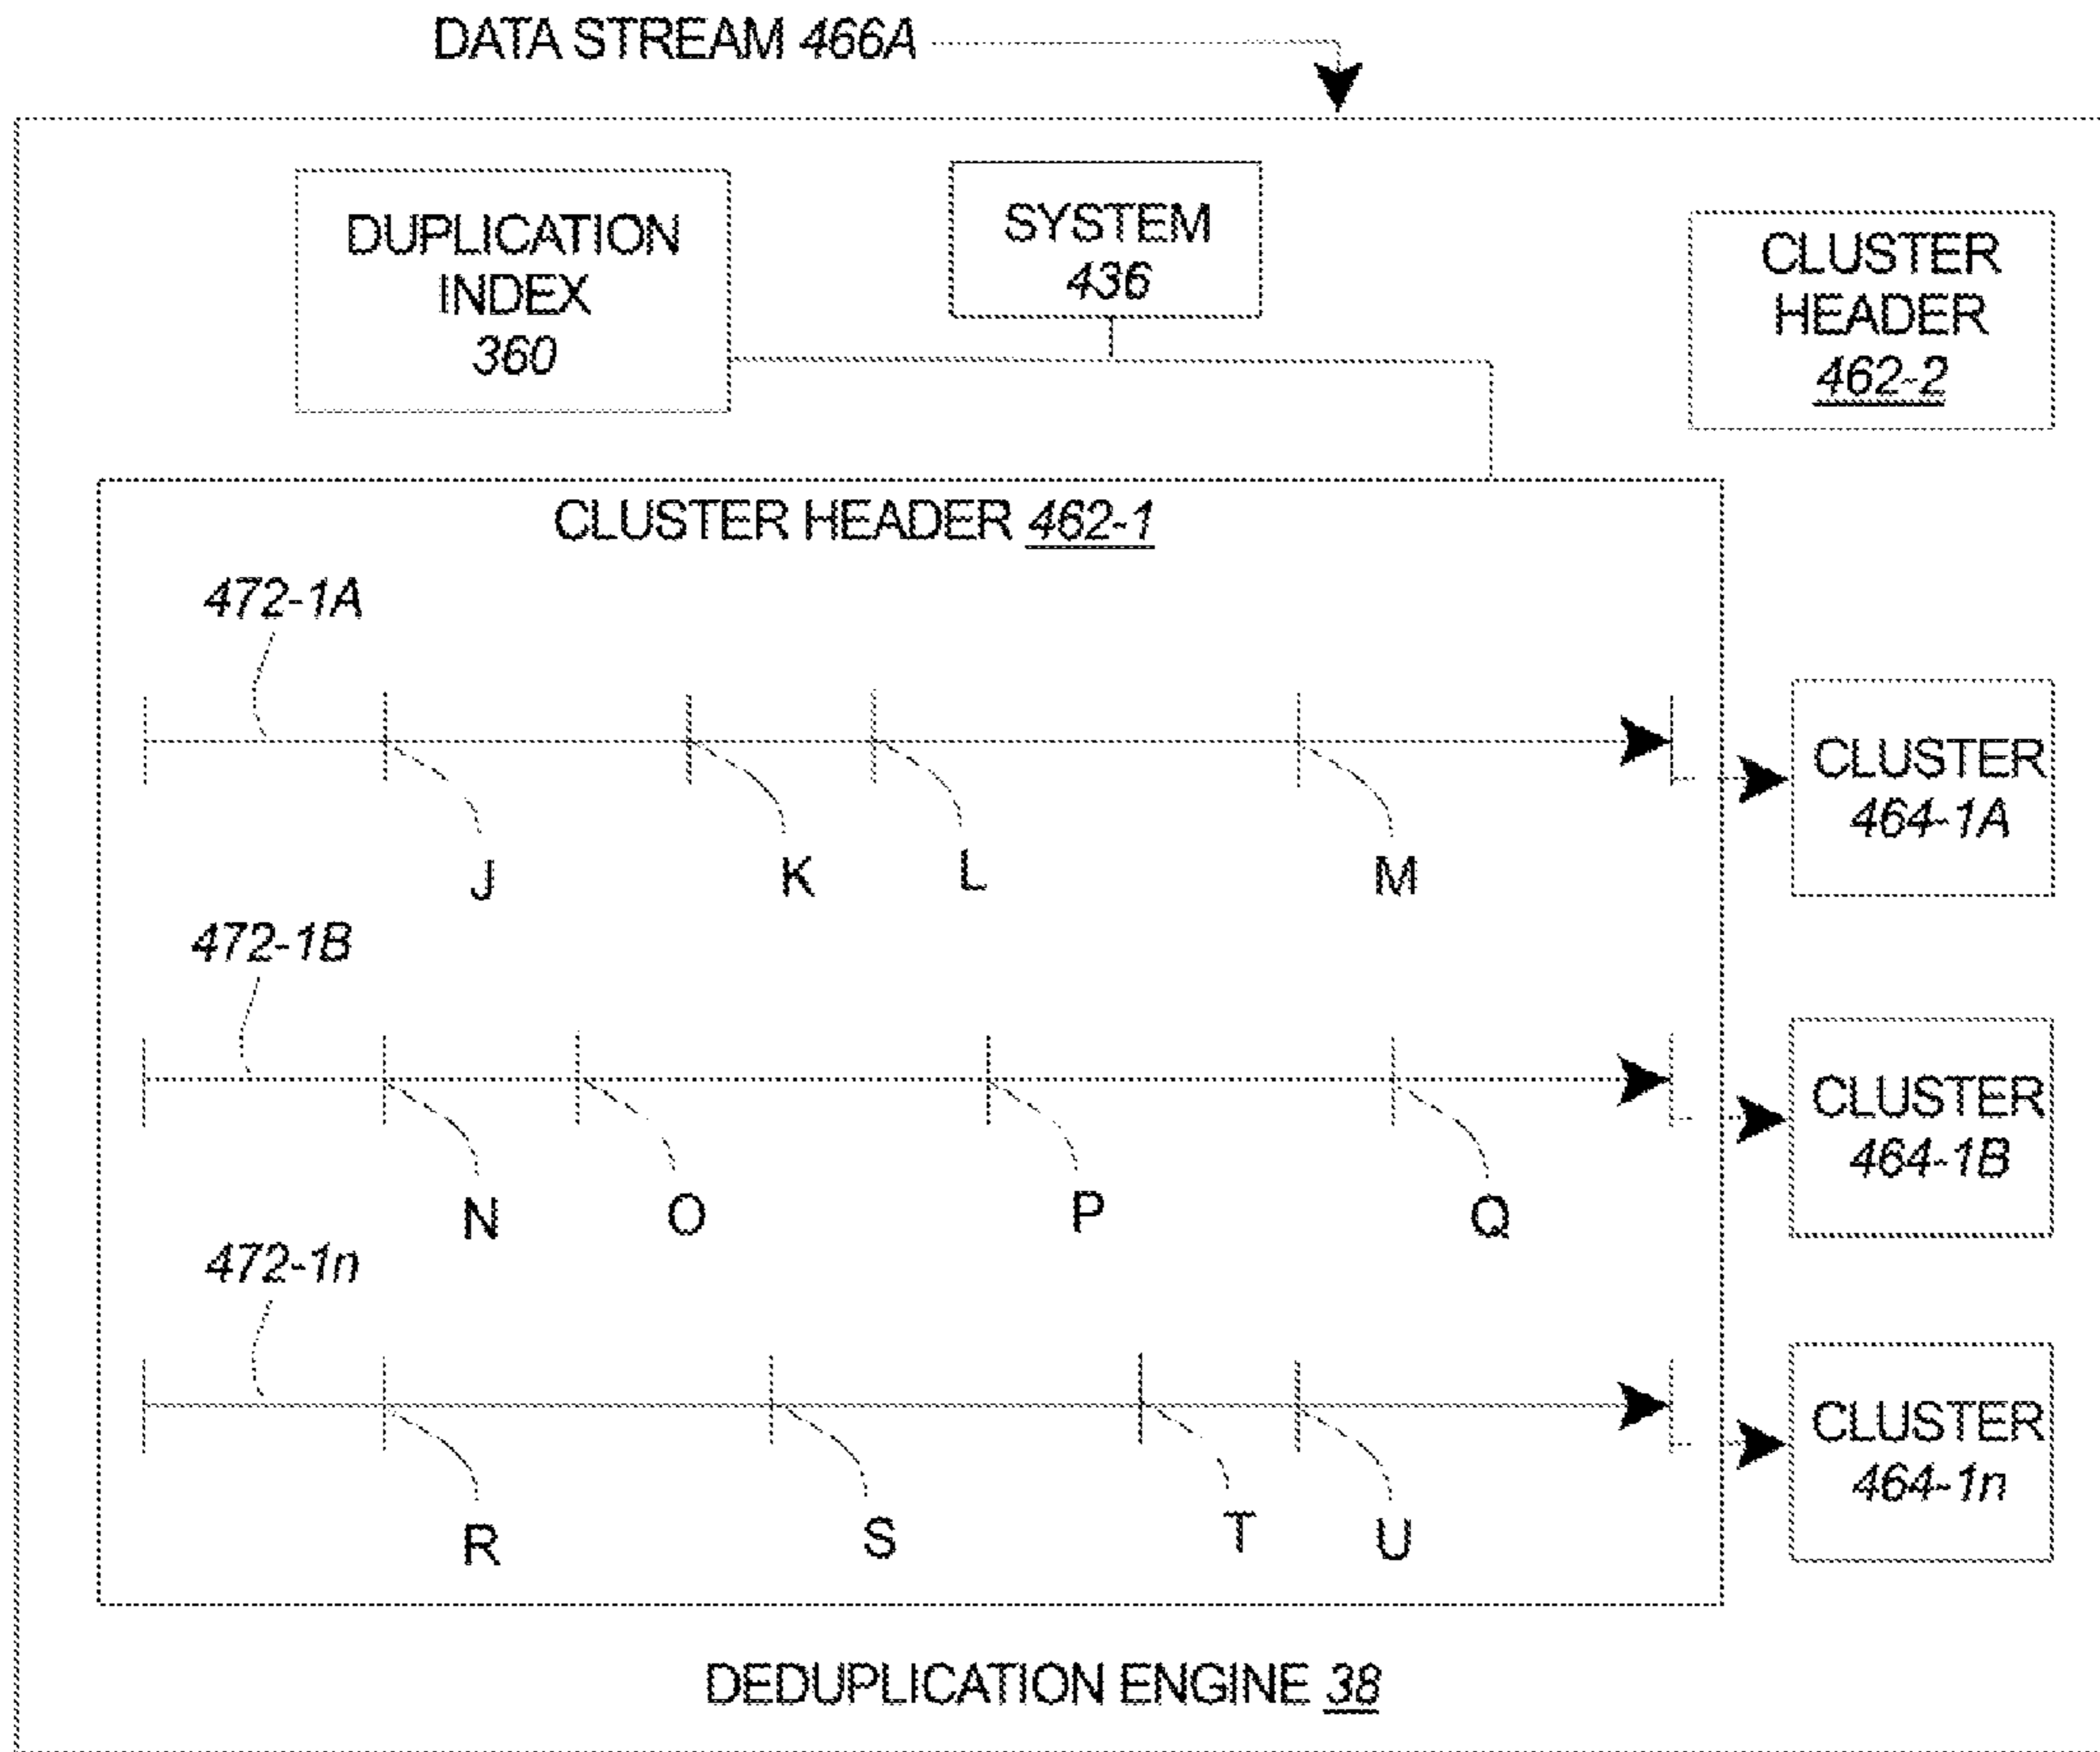 DATA STREAM 466A
DUPLICATION
INDEX
360
SYSTEM
436
CLUSTER
HEADER
462-2
CLUSTER HEADER 462-1
472-1A
J
K
L
M
CLUSTER
464-1A
472-1B
N
O
P
Q
CLUSTER
464-1B
472-1n
R
S
T
U
CLUSTER
464-1n
DEDUPLICATION ENGINE 38